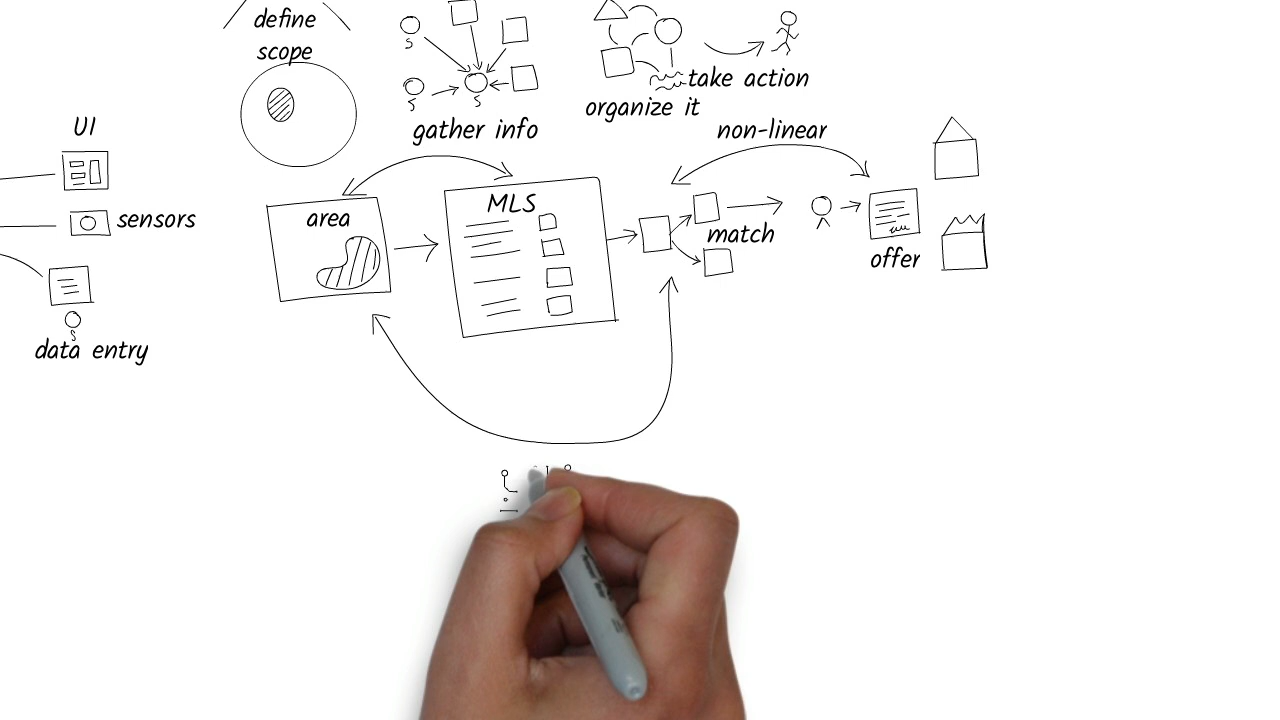 define
scope
take action
organize it
gather info
UI
non-linear
MLS
area
sensors
match
offer
data entry